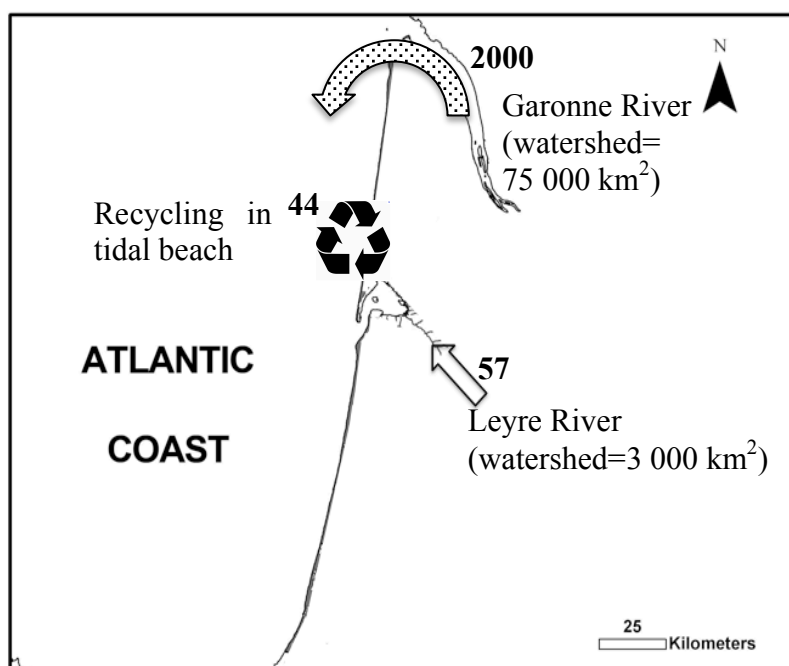 N
2000
Garonne River
(watershed=
75 000 km²)
Recycling in 44
tidal beach
ATLANTIC
COAST
57
Leyre River
(watershed=3 000 km²)
25
Kilometers